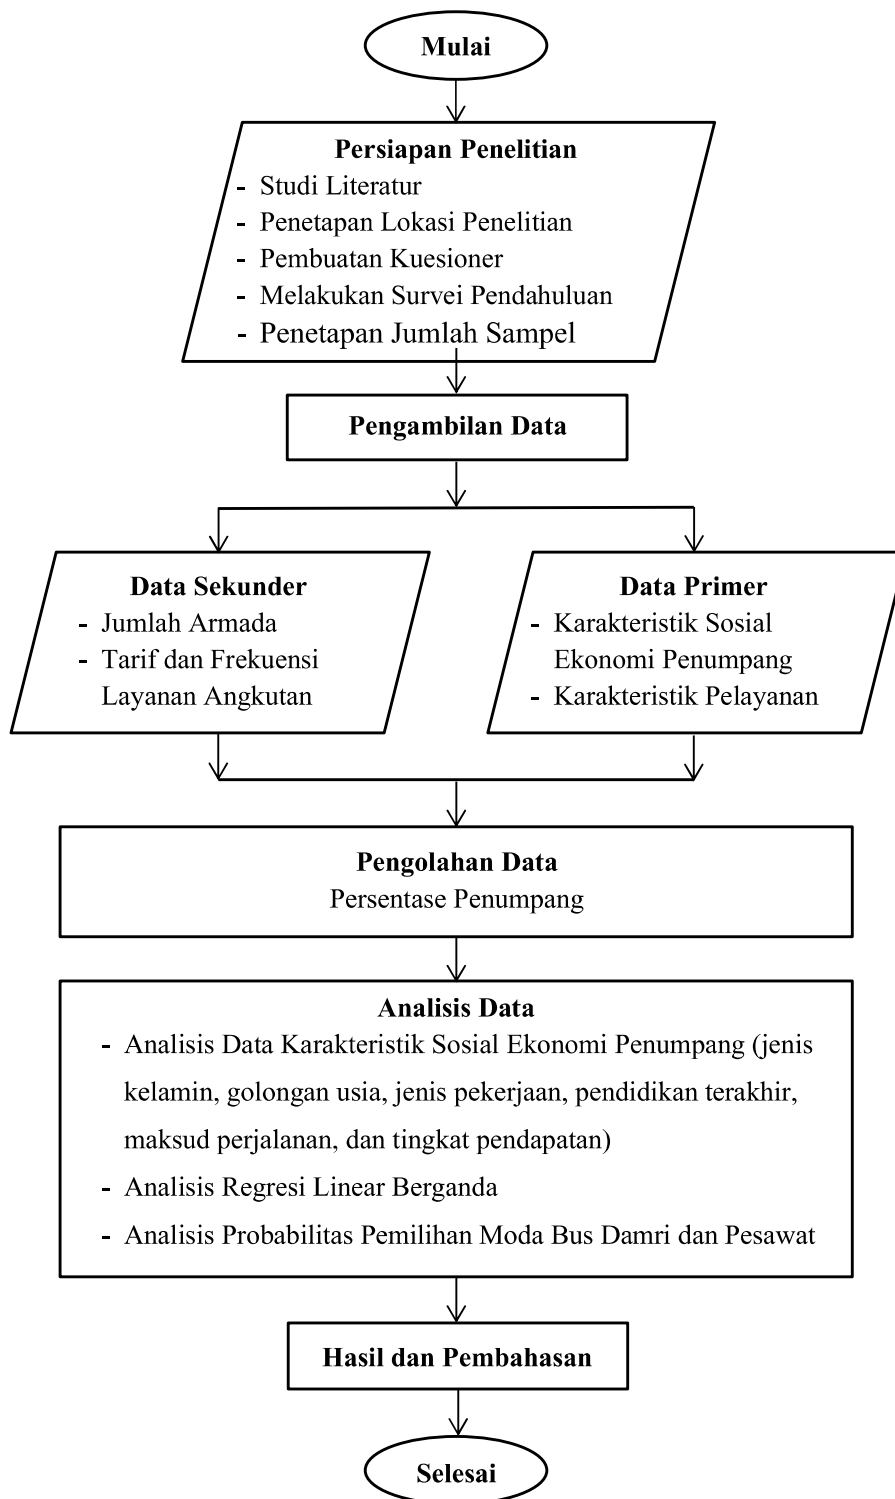 Mulai
Persiapan Penelitian
- Studi Literatur
- Penetapan Lokasi Penelitian
- Pembuatan Kuesioner
- Melakukan Survei Pendahuluan
- Penetapan Jumlah Sampel
Pengambilan Data
Data Sekunder
- Jumlah Armada
- Tarif dan Frekuensi
Layanan Angkutan
Data Primer
- Karakteristik Sosial
Ekonomi Penumpang
- Karakteristik Pelayanan
Pengolahan Data
Persentase Penumpang
Analisis Data
- Analisis Data Karakteristik Sosial Ekonomi Penumpang (jenis
kelamin, golongan usia, jenis pekerjaan, pendidikan terakhir,
maksud perjalanan, dan tingkat pendapatan)
- Analisis Regresi Linear Berganda
- Analisis Probabilitas Pemilihan Moda Bus Damri dan Pesawat
Hasil dan Pembahasan
Selesai